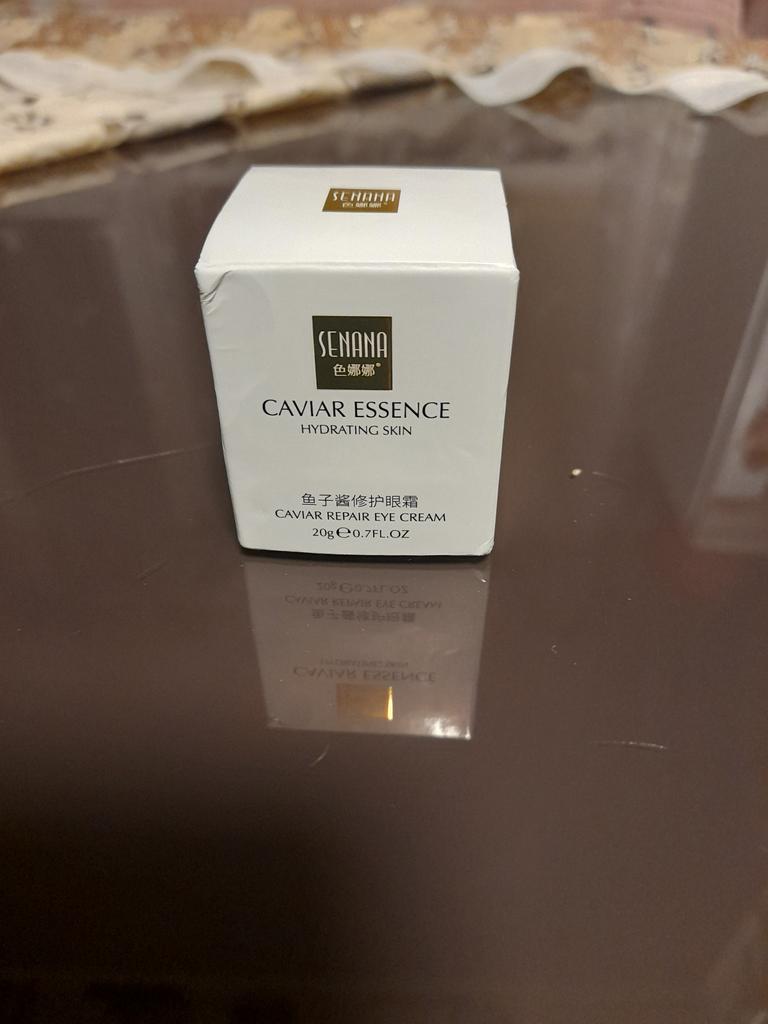 SENANA
色娜娜
SENANA
色娜娜®
CAVIAR ESSENCE
HYDRATING SKIN
鱼子酱修护眼霜
CAVIAR REPAIR EYE CREAM
20g℮0.7FL.OZ